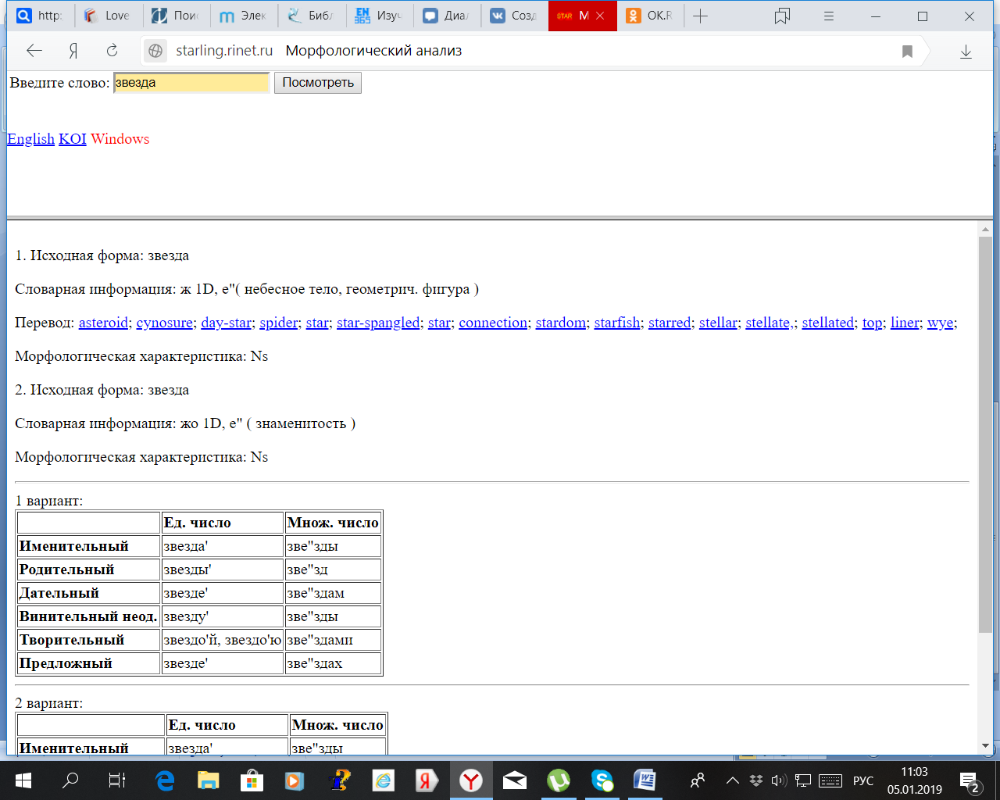 http: Love Поис Элек Библ Изуч Диал Созд STAR М OK.R
Я starling.rinet.ru Морфологический анализ
Введите слово: звезда Посмотреть
English KOI Windows
1. Исходная форма: звезда
Словарная информация: ж 1D, е"( небесное тело, геометрич. фигура )
Перевод: asteroid; cynosure; day-star; spider; star; star-spangled; star; connection; stardom; starfish; starred; stellar; stellate,; stellated; top; liner; wye;
Морфологическая характеристика: Ns
2. Исходная форма: звезда
Словарная информация: жо 1D, е" ( знаменитость )
Морфологическая характеристика: Ns
1 вариант:
Ед. число Множ. число
Именительный звезда' зве"зды
Родительный звезды' зве"зд
Дательный звезде' зве"здам
Винительный неод. звезду' зве"зды
Творительный звездо'й, звездо'ю зве"здами
Предложный звезде' зве"здах
2 вариант:
Ед. число Множ. число
Именительный звезда' зве"зды
РУС 11:03
05.01.2019
2